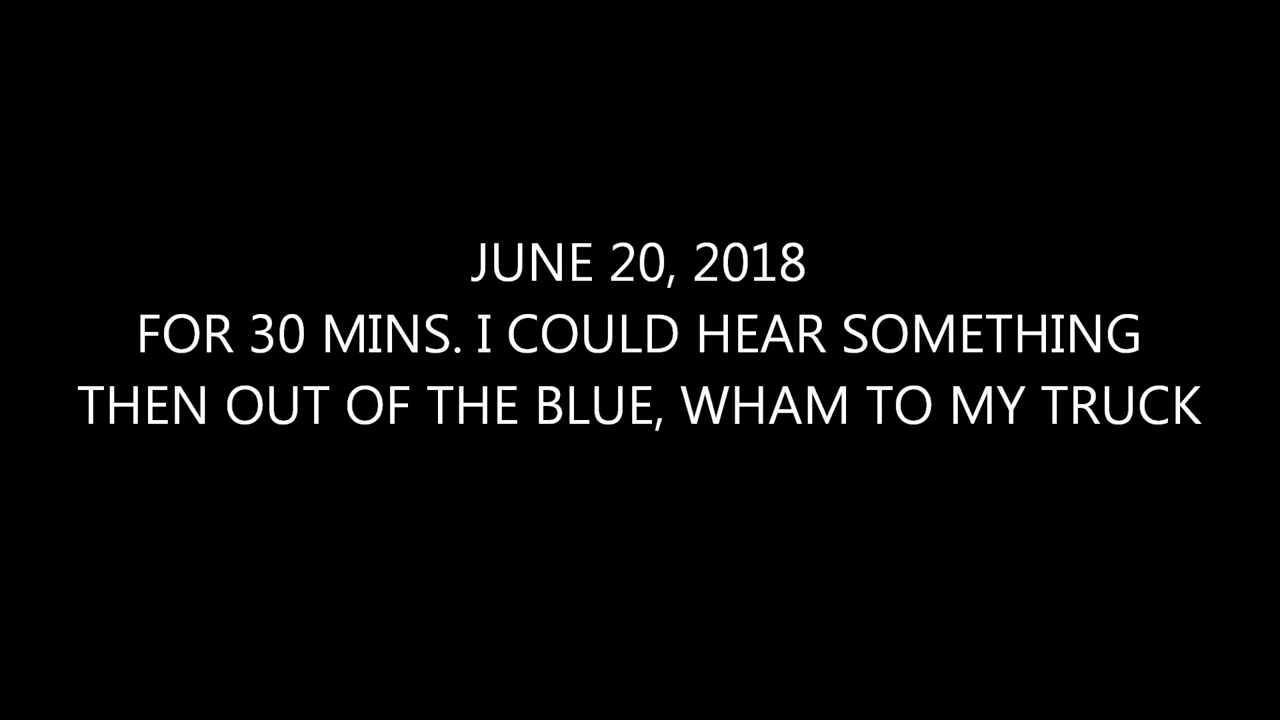 JUNE 20, 2018
FOR 30 MINS. I COULD HEAR SOMETHING
THEN OUT OF THE BLUE, WHAM TO MY TRUCK